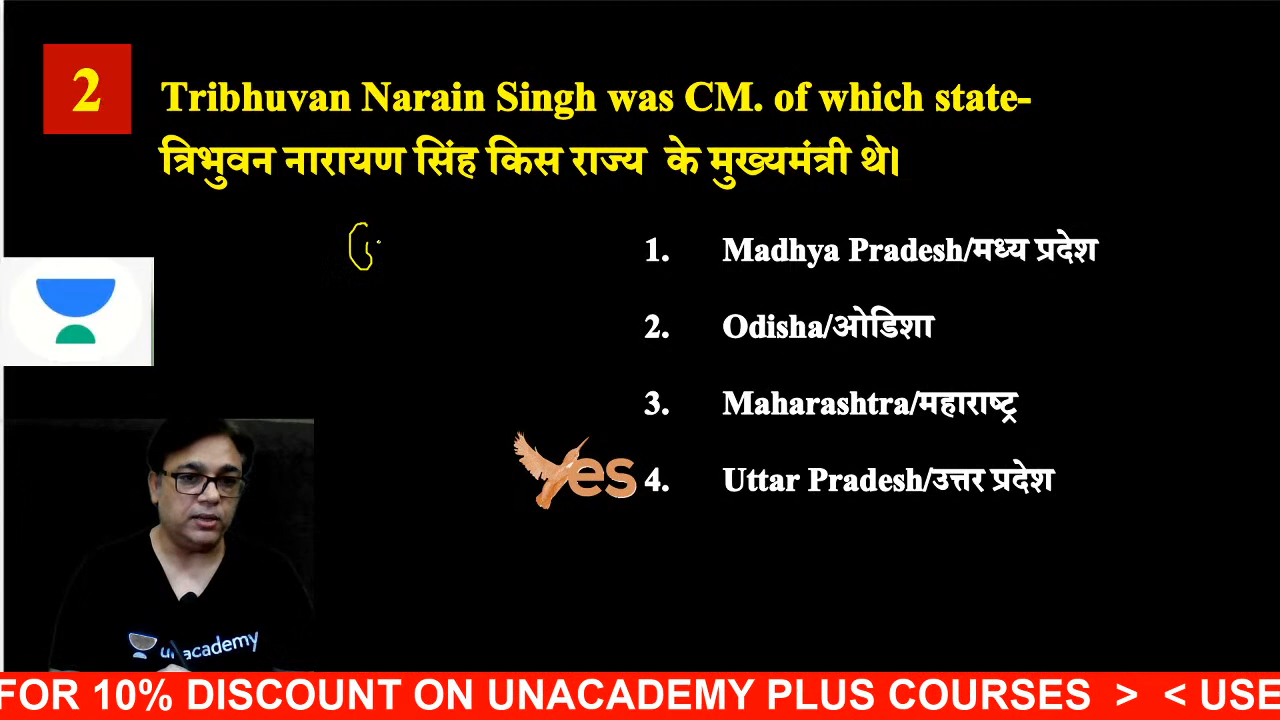 2
Tribhuvan Narain Singh was CM. of which state-
त्रिभुवन नारायण सिंह किस राज्य के मुख्यमंत्री थे।
1. Madhya Pradesh/मध्य प्रदेश
2. Odisha/ओडिशा
3. Maharashtra/महाराष्ट्र
Yes 4. Uttar Pradesh/उत्तर प्रदेश
unacademy
FOR 10% DISCOUNT ON UNACADEMY PLUS COURSES > < USE